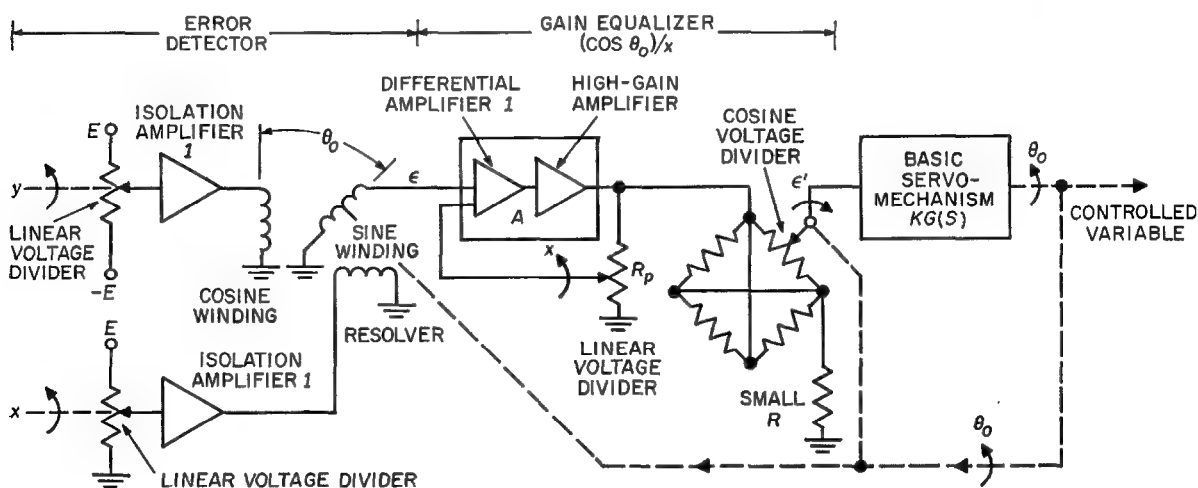 ERROR
DETECTOR
GAIN EQUALIZER
(COS θo)/x
DIFFERENTIAL
AMPLIFIER 1
HIGH-GAIN
AMPLIFIER
ISOLATION
AMPLIFIER
1
COSINE
VOLTAGE
DIVIDER
E
θo
ϵ
A
ϵ'
BASIC
SERVO-
MECHANISM
KG(S)
θo
CONTROLLED
VARIABLE
y
LINEAR
VOLTAGE
DIVIDER
-E
SINE
WINDING
x
Rp
COSINE
WINDING
RESOLVER
LINEAR
VOLTAGE
DIVIDER
E
ISOLATION
AMPLIFIER 1
SMALL
R
x
θo
LINEAR VOLTAGE DIVIDER